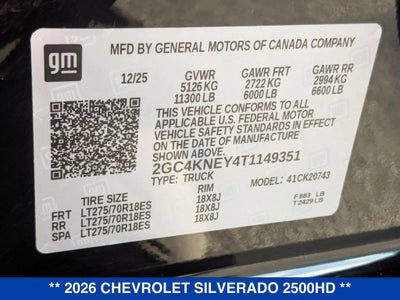 gm
MFD BY GENERAL MOTORS OF CANADA COMPANY
12/25 GVWR GAWR FRT GAWR RR
5126 KG 2722 KG 2994 KG
11300 LB 6000 LB 6600 LB
THIS VEHICLE CONFORMS TO ALL APPLICABLE
U.S. FEDERAL MOTOR VEHICLE SAFETY
STANDARDS IN EFFECT ON THE DATE OF
MANUFACTURE SHOWN ABOVE.
2GC4KNEY4T1149351
TYPE: TRUCK MODEL: 41CK20743
TIRE SIZE RIM
FRT LT275/70R18ES 18X8J F 883 LB
RR LT275/70R18ES 18X8J T 2429 LB
SPA LT275/70R18ES 18X8J
** 2026 CHEVROLET SILVERADO 2500HD **